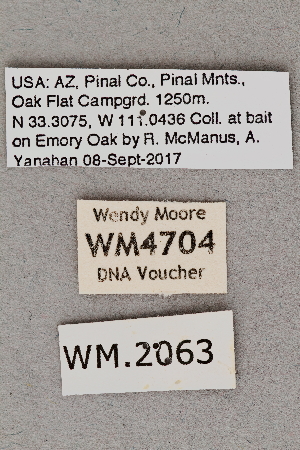 USA: AZ, Pinal Co., Pinal Mnts.,
Oak Flat Campgrd. 1250m.
N 33.3075, W 111.0436 Coll. at bait
on Emory Oak by R. McManus, A.
Yanahan 08-Sept-2017
Wendy Moore
WM4704
DNA Voucher
WM.2063